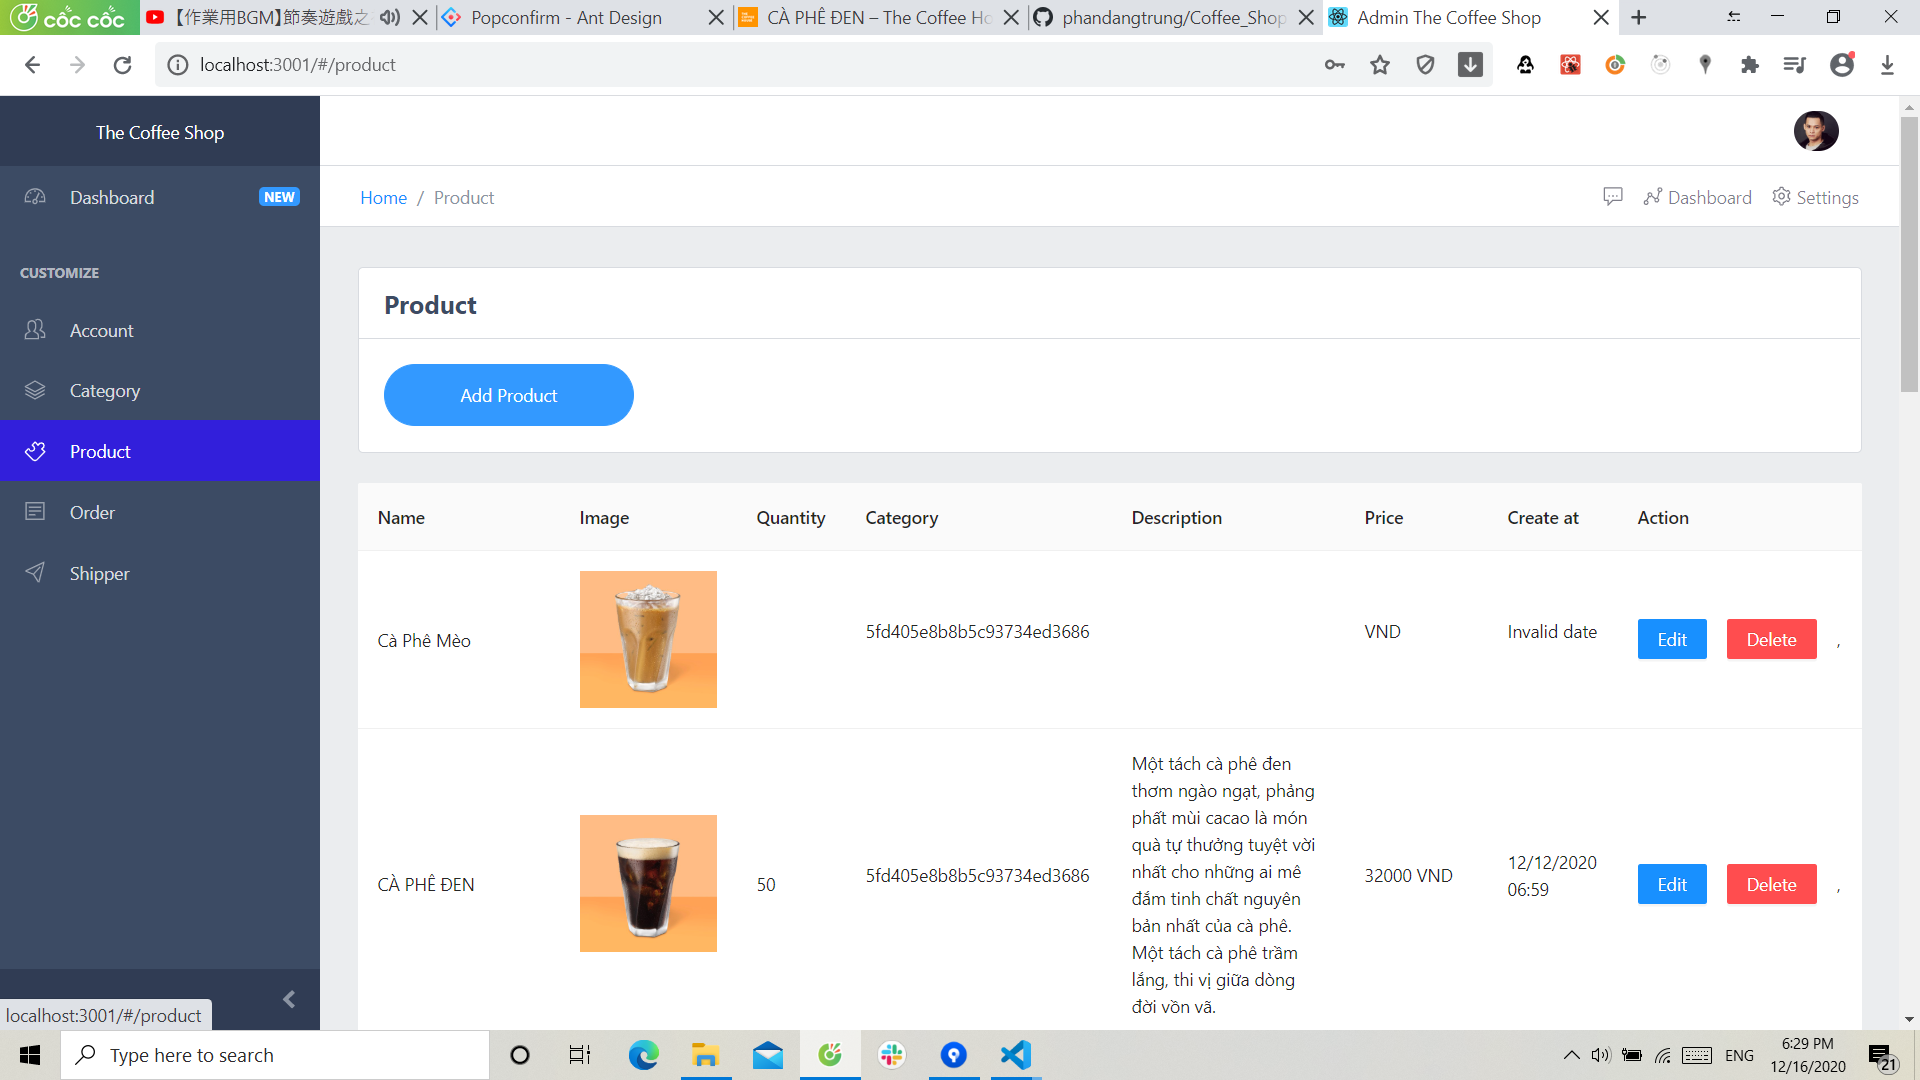 cốc cốc
【作業用BGM】節奏遊戲之
Popconfirm - Ant Design
CÀ PHÊ ĐEN – The Coffee Ho
phandangtrung/Coffee_Shop
Admin The Coffee Shop
localhost:3001/#/product
The Coffee Shop
Dashboard NEW
Home / Product
Dashboard
Settings
CUSTOMIZE
Account
Category
Product
Order
Shipper
Product
Add Product
Name Image Quantity Category Description Price Create at Action
Cà Phê Mèo 5fd405e8b8b5c93734ed3686 VND Invalid date Edit Delete ,
CÀ PHÊ ĐEN 50 5fd405e8b8b5c93734ed3686
Một tách cà phê đen
thơm ngào ngạt, phảng
phất mùi cacao là món
quà tự thưởng tuyệt vời
nhất cho những ai mê
đắm tinh chất nguyên
bản nhất của cà phê.
Một tách cà phê trầm
lắng, thi vị giữa dòng
đời vồn vã.
32000 VND
12/12/2020
06:59
Edit Delete ,
localhost:3001/#/product
Type here to search
ENG
6:29 PM
12/16/2020
21